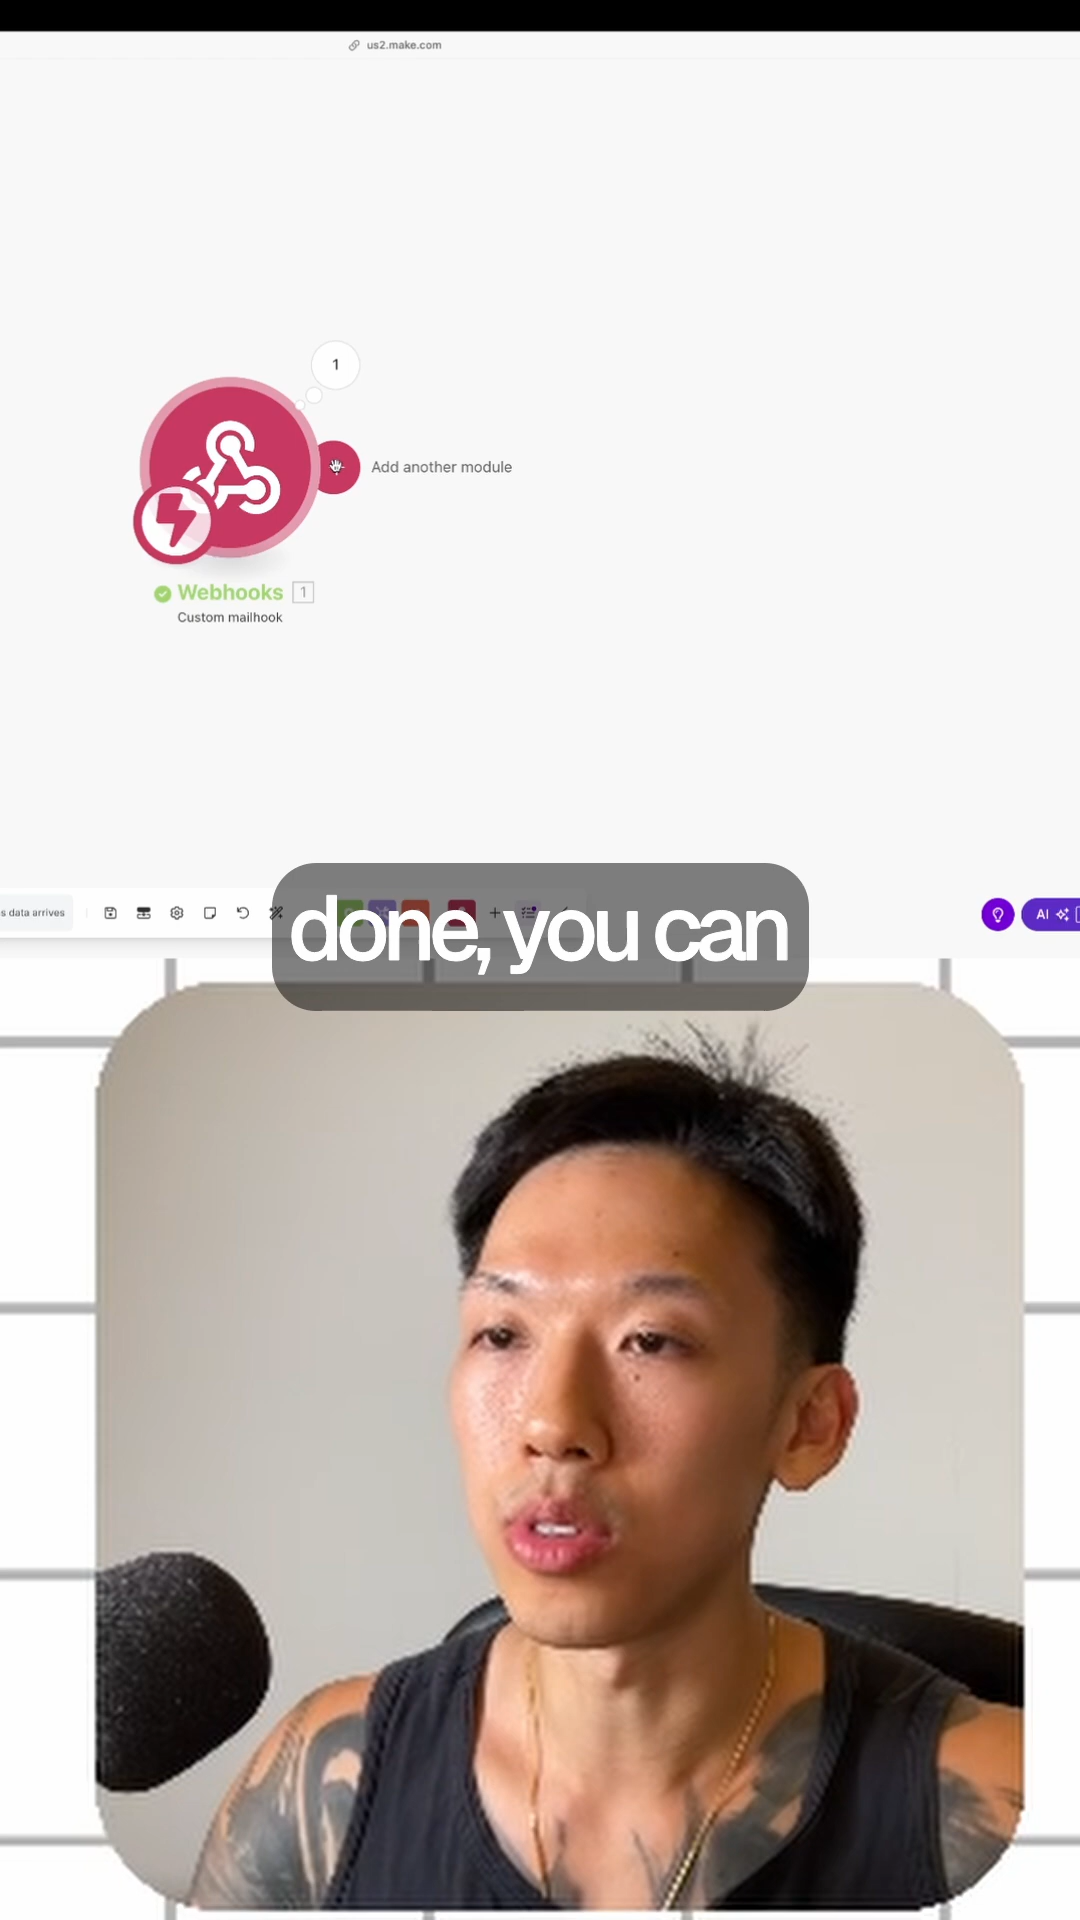 us2.make.com
1
Add another module
Webhooks 1
Custom mailhook
s data arrives
done, you can
AI